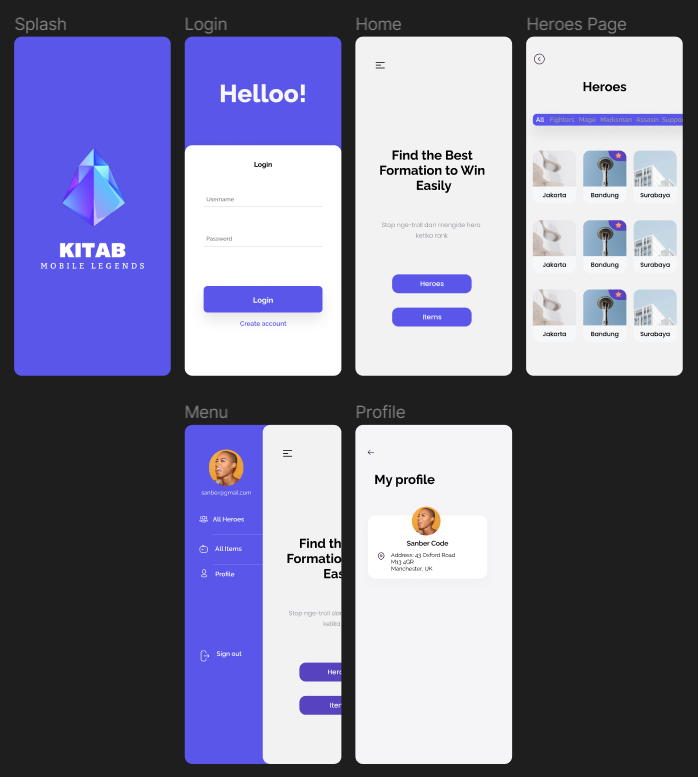 Splash
Login
Home
Heroes Page
KITAB
MOBILE LEGENDS
Helloo!
Login
Username
Password
Login
Create account
Find the Best
Formation to Win
Easily
Stop nge-troll dan mengide hero
ketika rank
Heroes
Items
Heroes
All Fighters Mage Marksman Assasin Suppor
Jakarta Bandung Surabaya
Jakarta Bandung Surabaya
Jakarta Bandung Surabaya
Menu
Profile
sanber@gmail.com
All Heroes
All Items
Profile
Sign out
Find th
Formatio
Eas
Stop nge-troll dan
ketika
Hero
Iter
My profile
Sanber Code
Address: 43 Oxford Road
M13 4GR
Manchester, UK